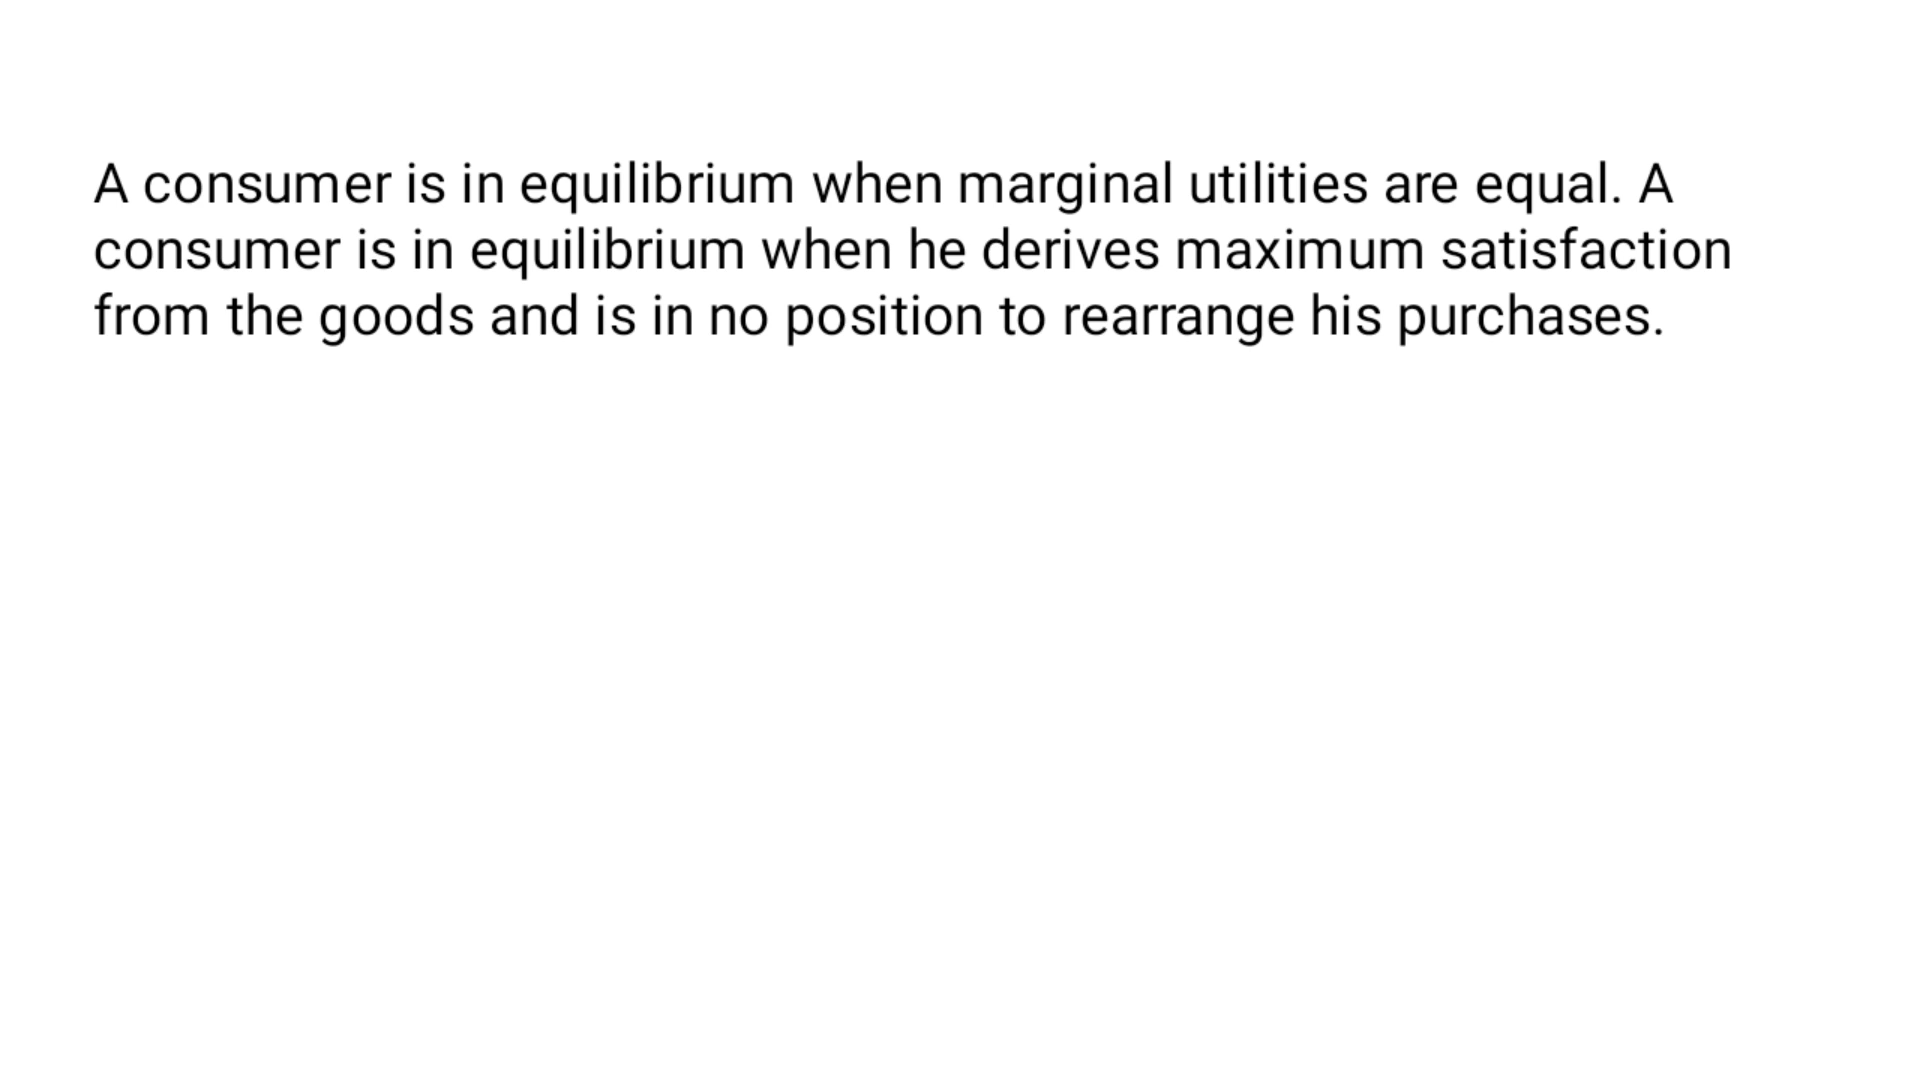 A consumer is in equilibrium when marginal utilities are equal. A
consumer is in equilibrium when he derives maximum satisfaction
from the goods and is in no position to rearrange his purchases.